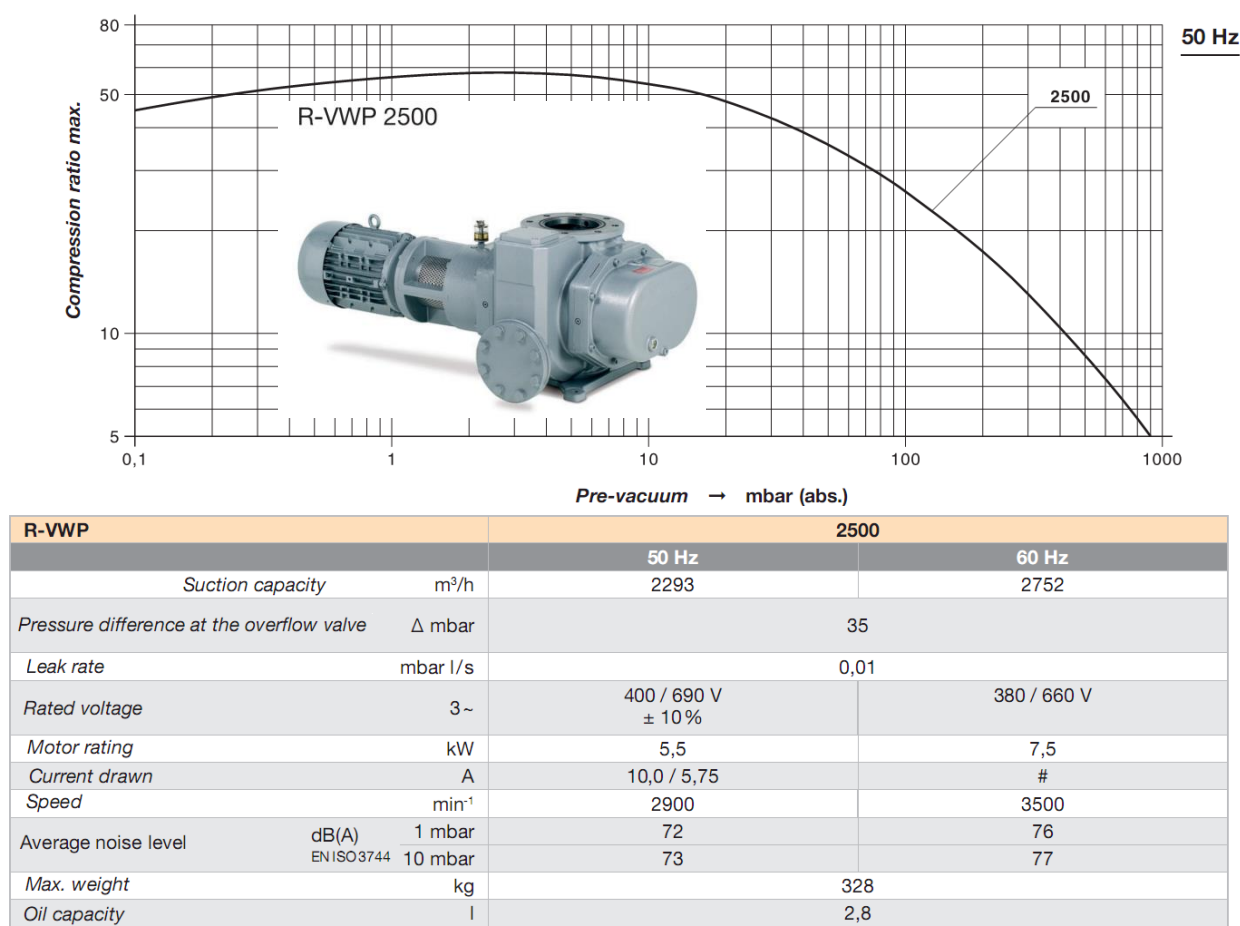 80
50 Hz
50
2500
R-VWP 2500
Compression ratio max.
10
5
0,1 1 10 100 1000
Pre-vacuum → mbar (abs.)
R-VWP 2500
50 Hz 60 Hz
Suction capacity m³/h 2293 2752
Pressure difference at the overflow valve Δ mbar 35
Leak rate mbar l/s 0,01
Rated voltage 3~ 400 / 690 V 380 / 660 V
± 10%
Motor rating kW 5,5 7,5
Current drawn A 10,0 / 5,75 #
Speed min⁻¹ 2900 3500
Average noise level dB(A) 1 mbar 72 76
EN ISO 3744 10 mbar 73 77
Max. weight kg 328
Oil capacity l 2,8